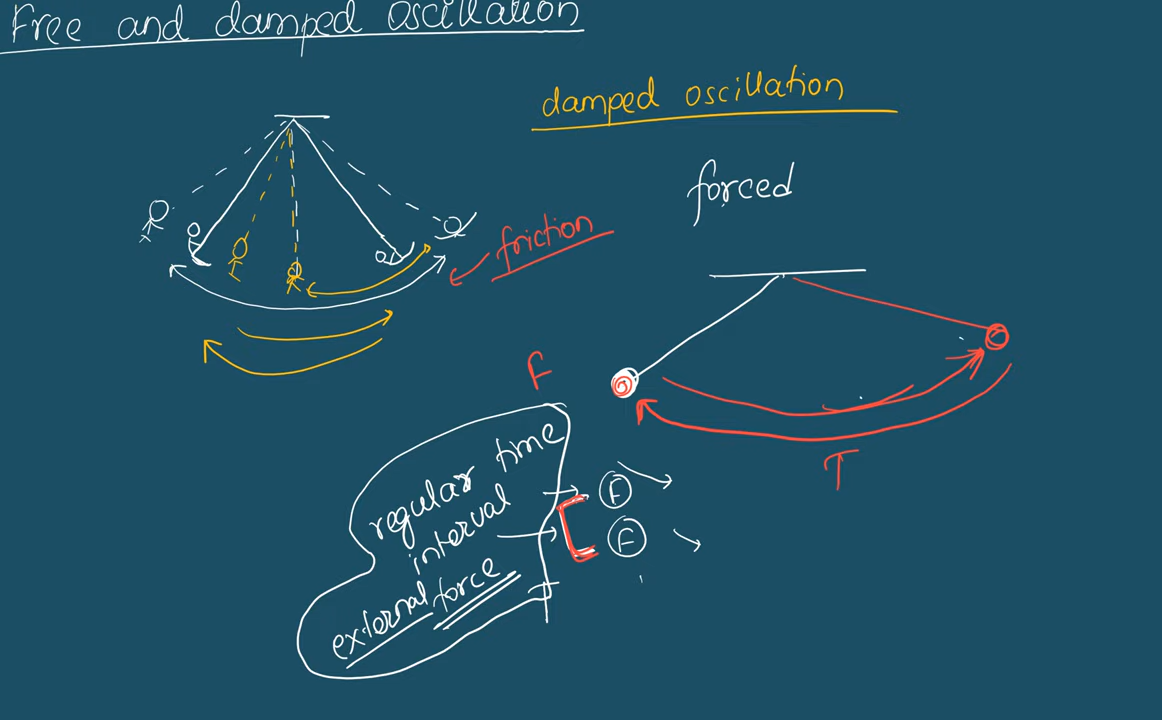 Free and damped oscillation
damped oscillation
forced
friction
F
regular time
interval
external force
F
F
T